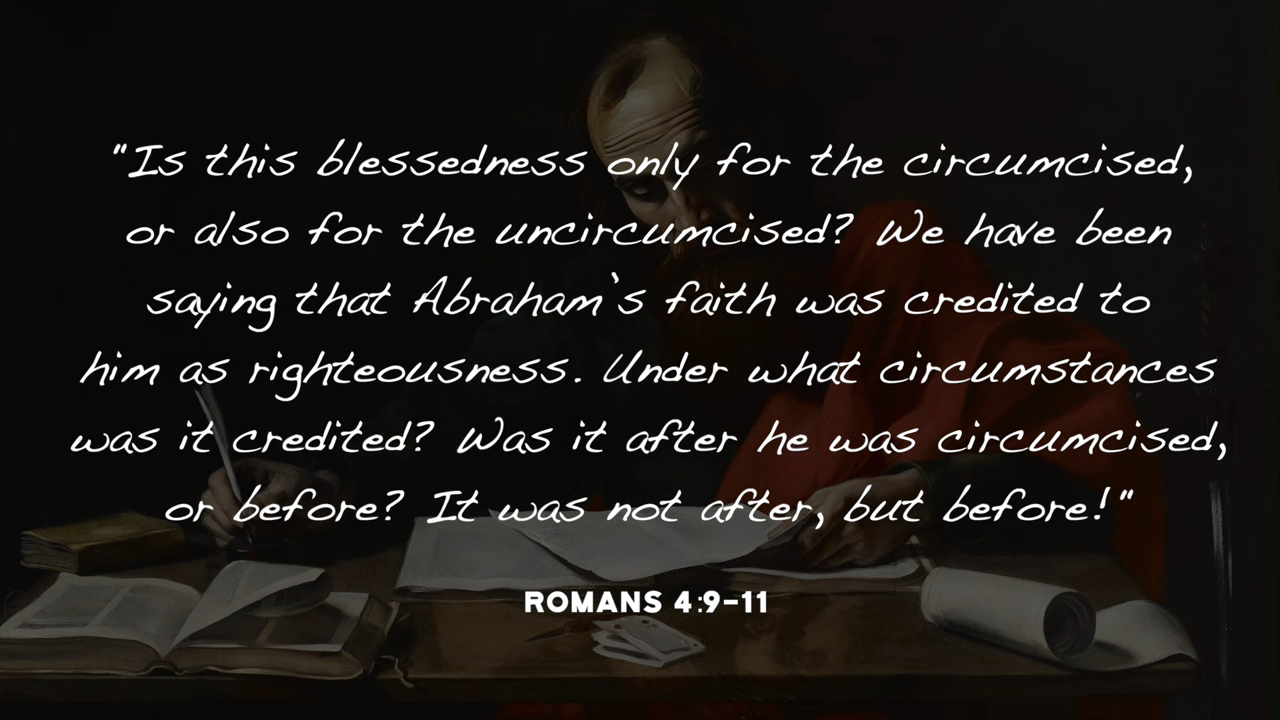 "Is this blessedness only for the circumcised,
or also for the uncircumcised? We have been
saying that Abraham's faith was credited to
him as righteousness. Under what circumstances
was it credited? Was it after he was circumcised,
or before? It was not after, but before!"
ROMANS 4:9-11